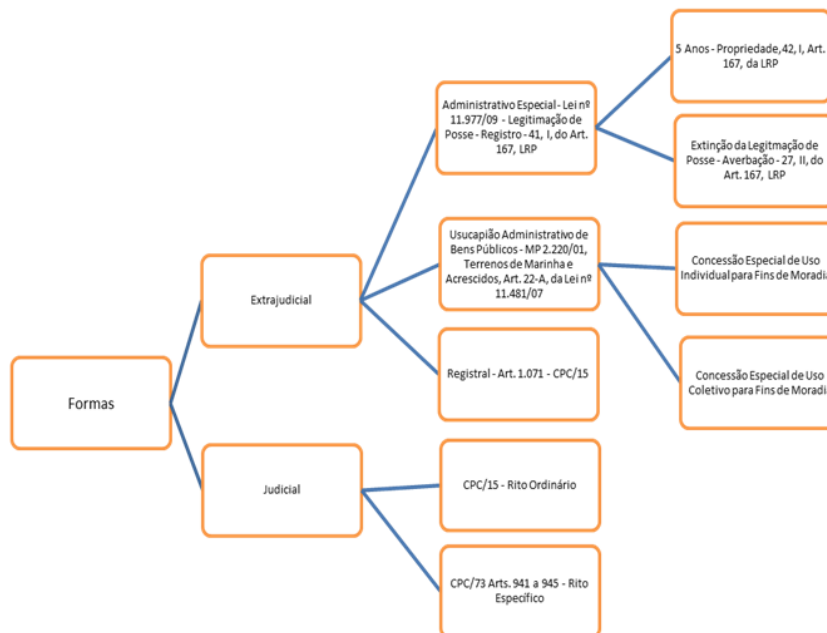 5 Anos - Propriedade,42, I, Art.
167, da LRP
Administrativo Especial - Lei nº
11.977/09 - Legitimação de
Posse - Registro - 41, I, do Art.
167, LRP
Extinção da Legitmação de
Posse - Averbação - 27, II, do
Art. 167, LRP
Usucapião Administrativo de
Bens Públicos - MP 2.220/01,
Terrenos de Marinha e
Acrescidos, Art. 22-A, da Lei nº
11.481/07
Concessão Especial de Uso
Individual para Fins de Moradia
Extrajudicial
Concessão Especial de Uso
Coletivo para Fins de Moradia
Registral - Art. 1.071 - CPC/15
Formas
Judicial
CPC/15 - Rito Ordinário
CPC/73 Arts. 941 a 945 - Rito
Específico